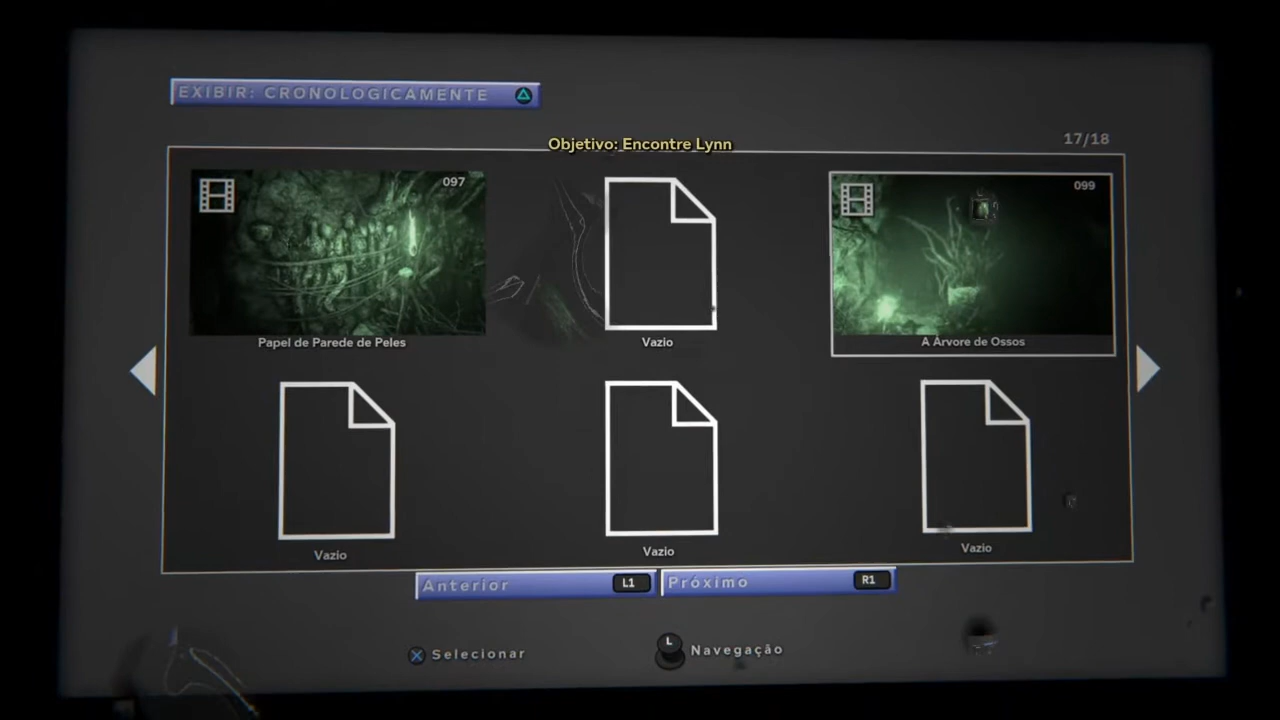 EXIBIR: CRONOLOGICAMENTE
17/18
Objetivo: Encontre Lynn
097
099
Papel de Parede de Peles
Vazio
A Árvore de Ossos
Vazio
Vazio
Vazio
Anterior L1
Próximo R1
Selecionar
L Navegação